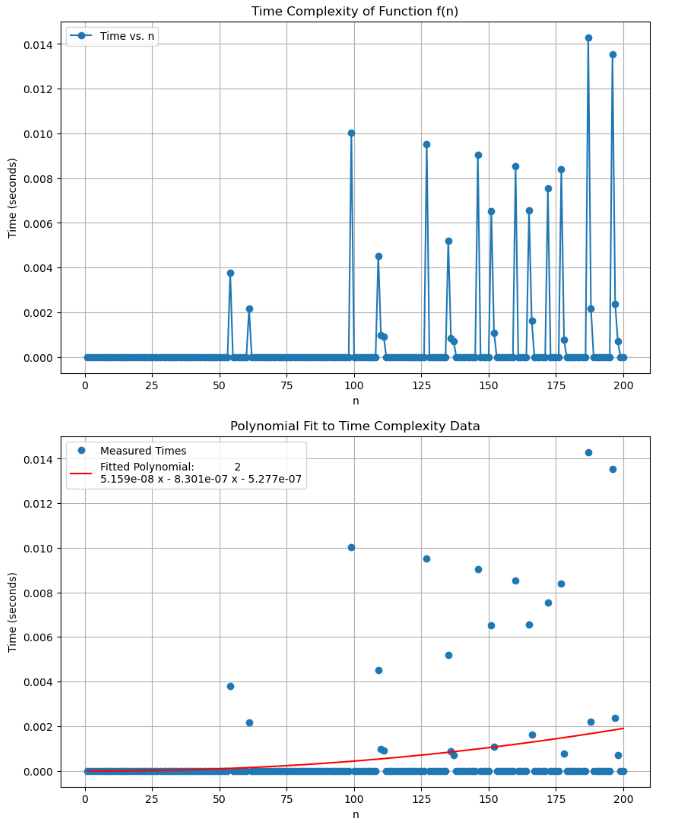 Time Complexity of Function f(n)
Time vs. n
0.014
0.012
0.010
0.008
0.006
0.004
0.002
0.000
Time (seconds)
0 25 50 75 100 125 150 175 200
n
Polynomial Fit to Time Complexity Data
Measured Times
Fitted Polynomial: 2
5.159e-08 x - 8.301e-07 x - 5.277e-07
0.014
0.012
0.010
0.008
0.006
0.004
0.002
0.000
Time (seconds)
0 25 50 75 100 125 150 175 200
n